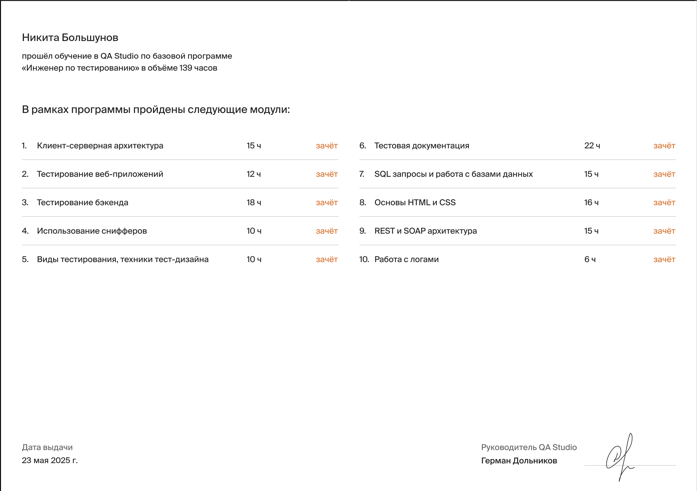 Никита Большунов
прошёл обучение в QA Studio по базовой программе
«Инженер по тестированию» в объёме 139 часов
В рамках программы пройдены следующие модули:
1. Клиент-серверная архитектура 15 ч зачёт
2. Тестирование веб-приложений 12 ч зачёт
3. Тестирование бэкенда 18 ч зачёт
4. Использование снифферов 10 ч зачёт
5. Виды тестирования, техники тест-дизайна 10 ч зачёт
6. Тестовая документация 22 ч зачёт
7. SQL запросы и работа с базами данных 15 ч зачёт
8. Основы HTML и CSS 16 ч зачёт
9. REST и SOAP архитектура 15 ч зачёт
10. Работа с логами 6 ч зачёт
Дата выдачи
23 мая 2025 г.
Руководитель QA Studio
Герман Дольников